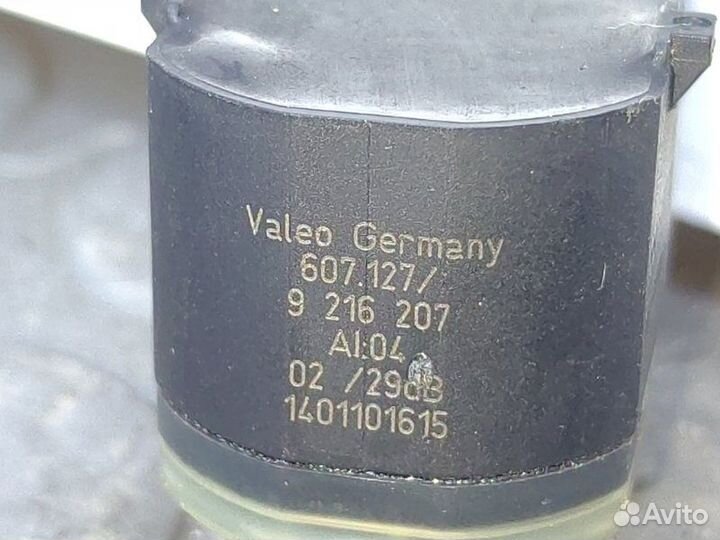 Valeo Germany
607.127/
9 216 207
AI:04
02 /29dB
1401101615
Avito